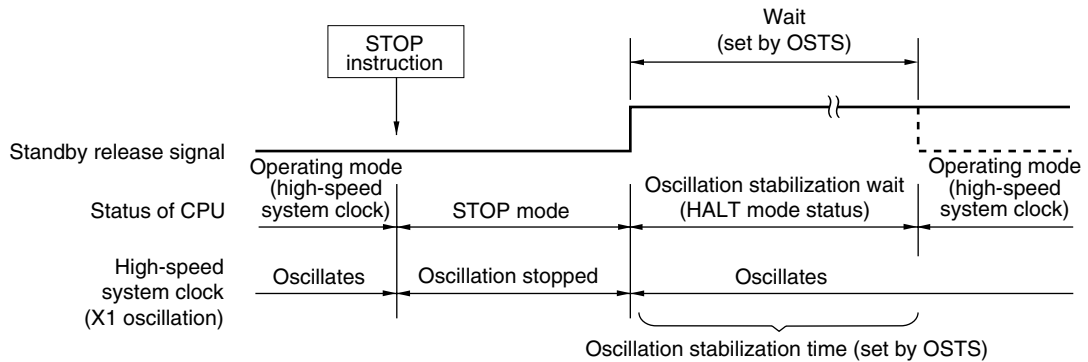 Wait
(set by OSTS)
STOP
instruction
Standby release signal
Operating mode
(high-speed
system clock)
Operating mode
(high-speed
system clock)
Status of CPU
STOP mode
Oscillation stabilization wait
(HALT mode status)
High-speed
system clock
(X1 oscillation)
Oscillates
Oscillation stopped
Oscillates
Oscillation stabilization time (set by OSTS)